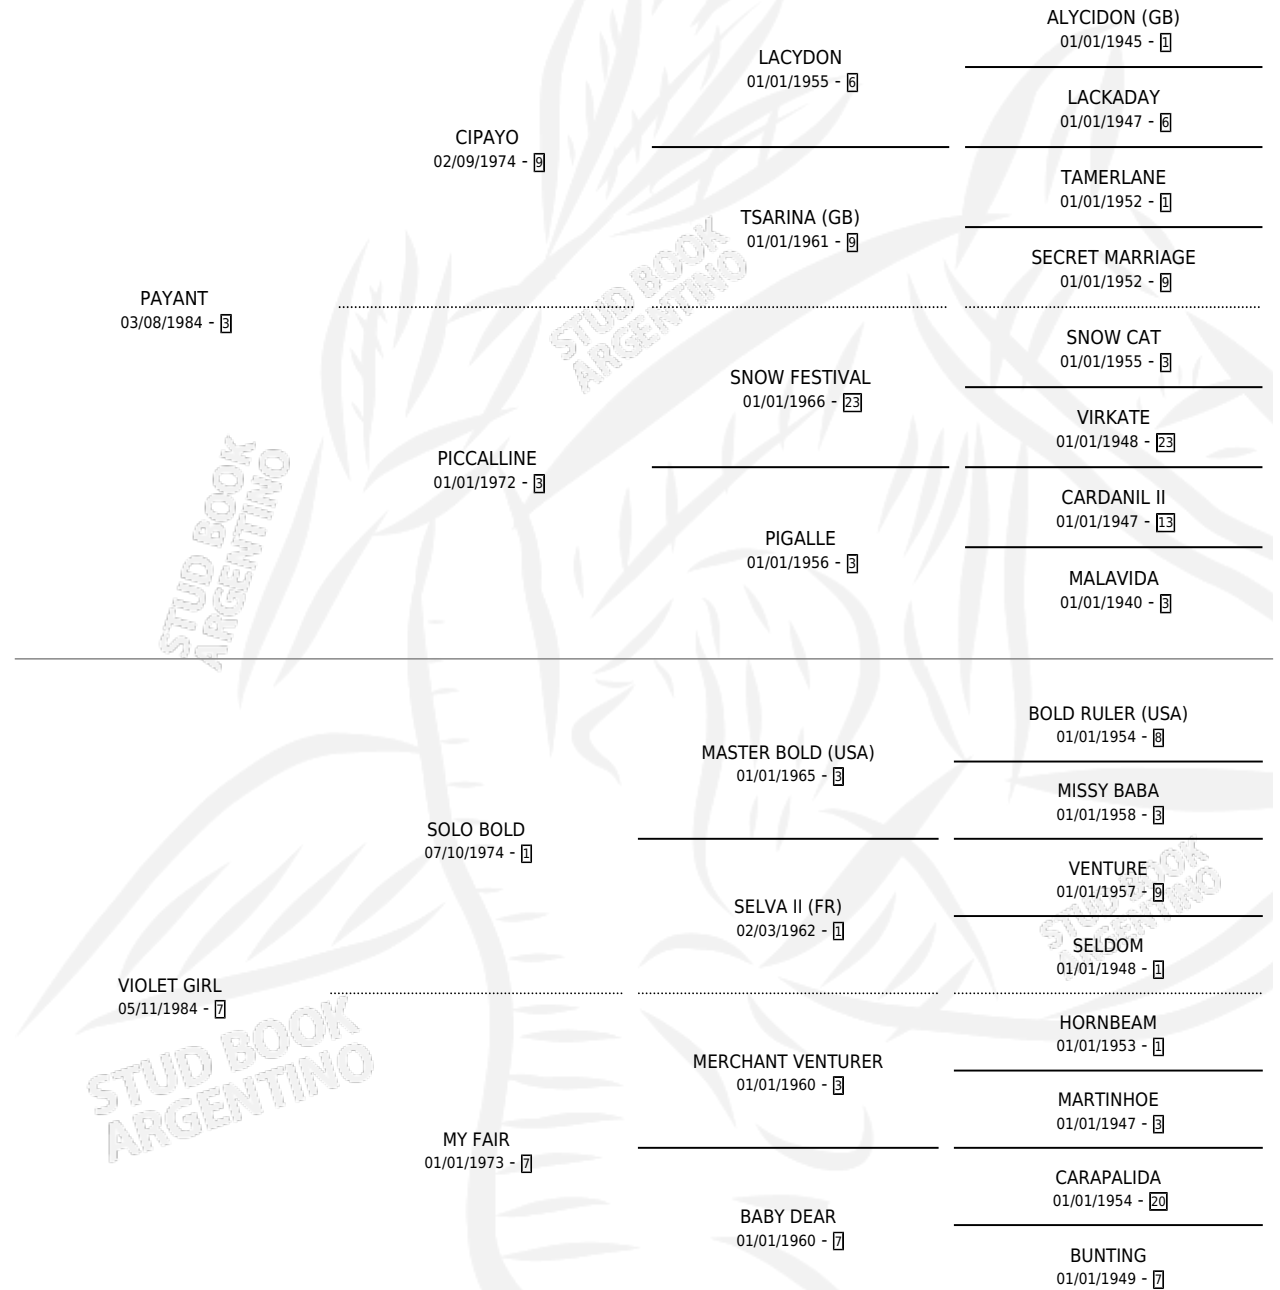 ALYCIDON (GB)
01/01/1945 - 1
LACYDON
01/01/1955 - 6
LACKADAY
01/01/1947 - 6
CIPAYO
02/09/1974 - 9
TAMERLANE
01/01/1952 - 1
TSARINA (GB)
01/01/1961 - 9
SECRET MARRIAGE
01/01/1952 - 9
PAYANT
03/08/1984 - 3
SNOW CAT
01/01/1955 - 3
SNOW FESTIVAL
01/01/1966 - 23
VIRKATE
01/01/1948 - 23
PICCALLINE
01/01/1972 - 3
CARDANIL II
01/01/1947 - 13
PIGALLE
01/01/1956 - 3
MALAVIDA
01/01/1940 - 3
STUD BOOK
ARGENTINO
STUD BOOK
ARGENTINO
BOLD RULER (USA)
01/01/1954 - 8
MASTER BOLD (USA)
01/01/1965 - 3
MISSY BABA
01/01/1958 - 3
SOLO BOLD
07/10/1974 - 1
VENTURE
01/01/1957 - 9
SELVA II (FR)
02/03/1962 - 1
SELDOM
01/01/1948 - 1
VIOLET GIRL
05/11/1984 - 7
HORNBEAM
01/01/1953 - 1
MERCHANT VENTURER
01/01/1960 - 3
MARTINHOE
01/01/1947 - 3
MY FAIR
01/01/1973 - 7
CARAPALIDA
01/01/1954 - 20
BABY DEAR
01/01/1960 - 7
BUNTING
01/01/1949 - 7
STUD BOOK
ARGENTINO
STUD BOOK
ARGENTINO